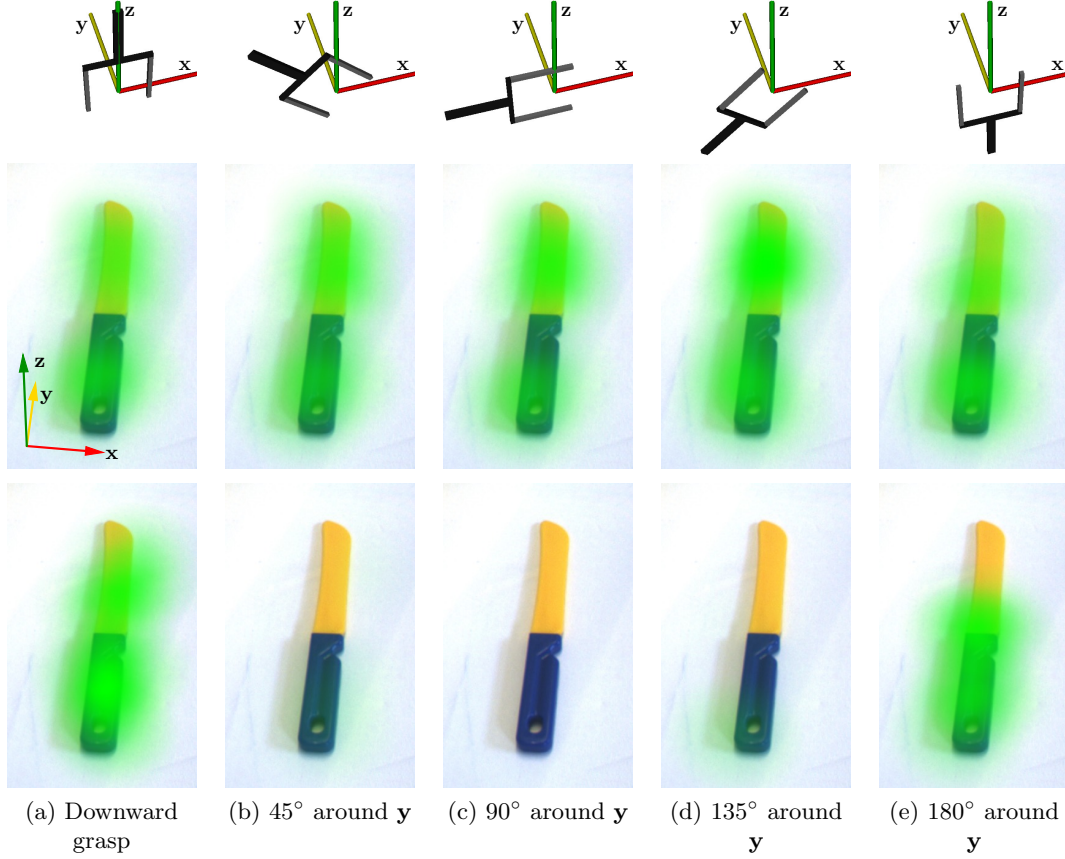 y z x
y z x
y z x
y z x
y z x
z
y
x
(a) Downward grasp
(b) 45° around y
(c) 90° around y
(d) 135° around y
(e) 180° around y